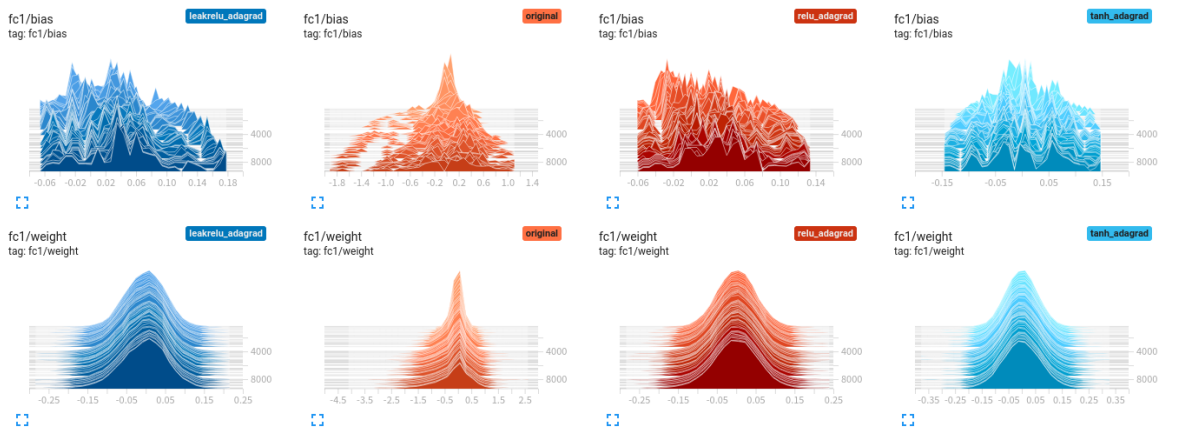 fc1/bias
leakrelu_adagrad
tag: fc1/bias
4000
8000
-0.06 -0.02 0.02 0.06 0.10 0.14 0.18
fc1/bias
original
tag: fc1/bias
4000
8000
-1.8 -1.4 -1.0 -0.6 -0.2 0.2 0.6 1.0 1.4
fc1/bias
relu_adagrad
tag: fc1/bias
4000
8000
-0.06 -0.02 0.02 0.06 0.10 0.14
fc1/bias
tanh_adagrad
tag: fc1/bias
4000
8000
-0.15 -0.05 0.05 0.15
fc1/weight
leakrelu_adagrad
tag: fc1/weight
4000
8000
-0.25 -0.15 -0.05 0.05 0.15 0.25
fc1/weight
original
tag: fc1/weight
4000
8000
-4.5 -3.5 -2.5 -1.5 -0.5 0.5 1.5 2.5
fc1/weight
relu_adagrad
tag: fc1/weight
4000
8000
-0.25 -0.15 -0.05 0.05 0.15 0.25
fc1/weight
tanh_adagrad
tag: fc1/weight
4000
8000
-0.35 -0.25 -0.15 -0.05 0.05 0.15 0.25 0.35